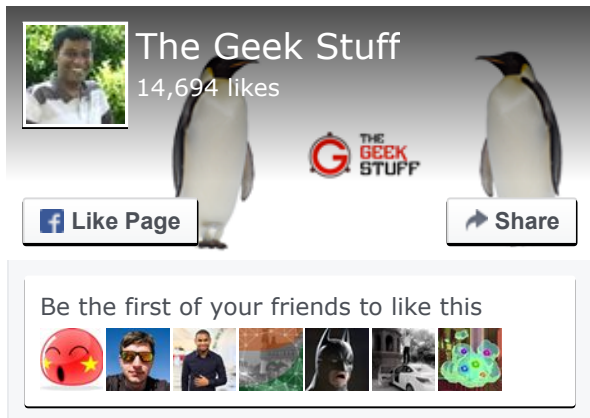 The Geek Stuff
14,694 likes
THE
GEEK
STUFF
Like Page
Share
Be the first of your friends to like this